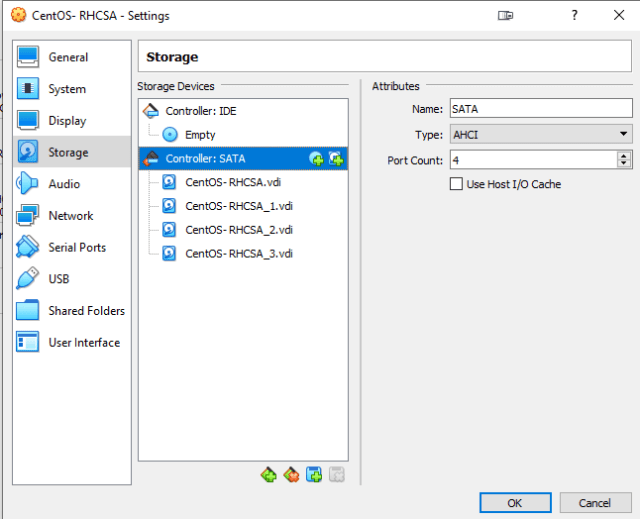 CentOS- RHCSA - Settings
?
General
System
Display
Storage
Audio
Network
Serial Ports
USB
Shared Folders
User Interface
Storage
Storage Devices
Controller: IDE
Empty
Controller: SATA
CentOS- RHCSA.vdi
CentOS- RHCSA_1.vdi
CentOS- RHCSA_2.vdi
CentOS- RHCSA_3.vdi
Attributes
Name: SATA
Type: AHCI
Port Count: 4
Use Host I/O Cache
OK
Cancel